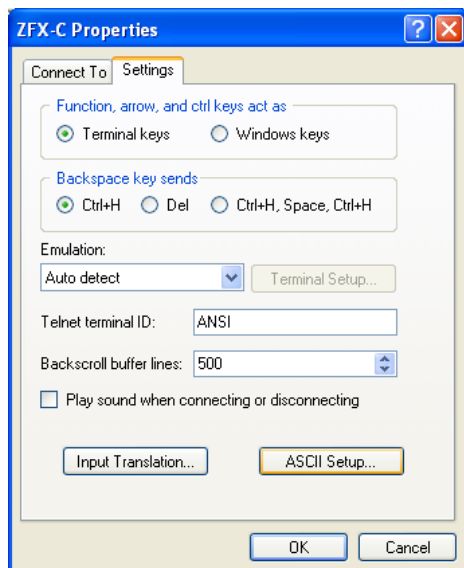 ZFX-C Properties
Connect To Settings
Function, arrow, and ctrl keys act as
Terminal keys Windows keys
Backspace key sends
Ctrl+H Del Ctrl+H, Space, Ctrl+H
Emulation:
Auto detect Terminal Setup...
Telnet terminal ID: ANSI
Backscroll buffer lines: 500
Play sound when connecting or disconnecting
Input Translation... ASCII Setup...
OK Cancel